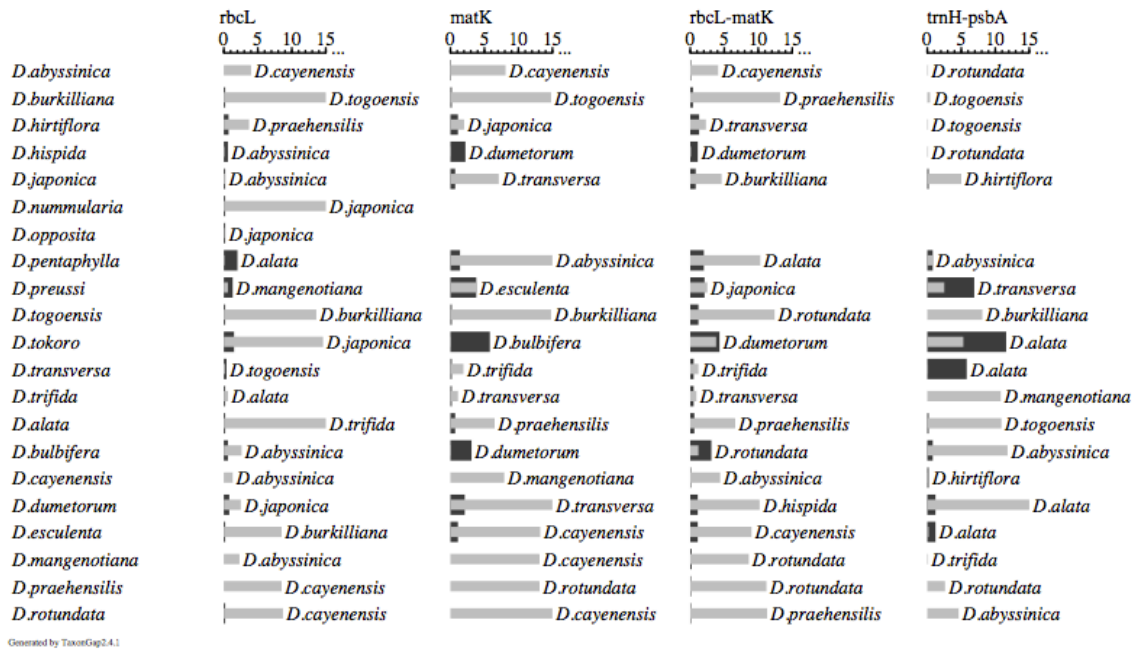 rbcL matK rbcL-matK trnH-psbA
0 5 10 15 ... 0 5 10 15 ... 0 5 10 15 ... 0 5 10 15 ...
D.abyssinica D.cayenensis D.cayenensis D.cayenensis D.rotundata
D.burkilliana D.togoensis D.togoensis D.praehensilis D.togoensis
D.hirtiflora D.praehensilis D.japonica D.transversa D.togoensis
D.hispida D.abyssinica D.dumetorum D.dumetorum D.rotundata
D.japonica D.abyssinica D.transversa D.burkilliana D.hirtiflora
D.nummularia D.japonica
D.opposita D.japonica
D.pentaphylla D.alata D.abyssinica D.alata D.abyssinica
D.preussi D.mangenotiana D.esculenta D.japonica D.transversa
D.togoensis D.burkilliana D.burkilliana D.rotundata D.burkilliana
D.tokoro D.japonica D.bulbifera D.dumetorum D.alata
D.transversa D.togoensis D.trifida D.trifida D.alata
D.trifida D.alata D.transversa D.transversa D.mangenotiana
D.alata D.trifida D.praehensilis D.praehensilis D.togoensis
D.bulbifera D.abyssinica D.dumetorum D.rotundata D.abyssinica
D.cayenensis D.abyssinica D.mangenotiana D.abyssinica D.hirtiflora
D.dumetorum D.japonica D.transversa D.hispida D.alata
D.esculenta D.burkilliana D.cayenensis D.cayenensis D.alata
D.mangenotiana D.abyssinica D.cayenensis D.rotundata D.trifida
D.praehensilis D.cayenensis D.rotundata D.rotundata D.rotundata
D.rotundata D.cayenensis D.cayenensis D.praehensilis D.abyssinica
Generated by TaxonGap2.4.1